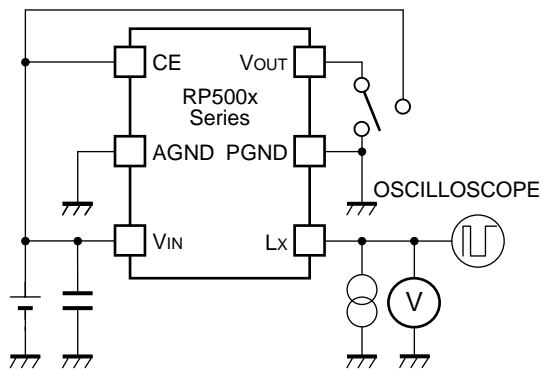 CE
VOUT
RP500x
Series
AGND
PGND
OSCILLOSCOPE
VIN
LX
V